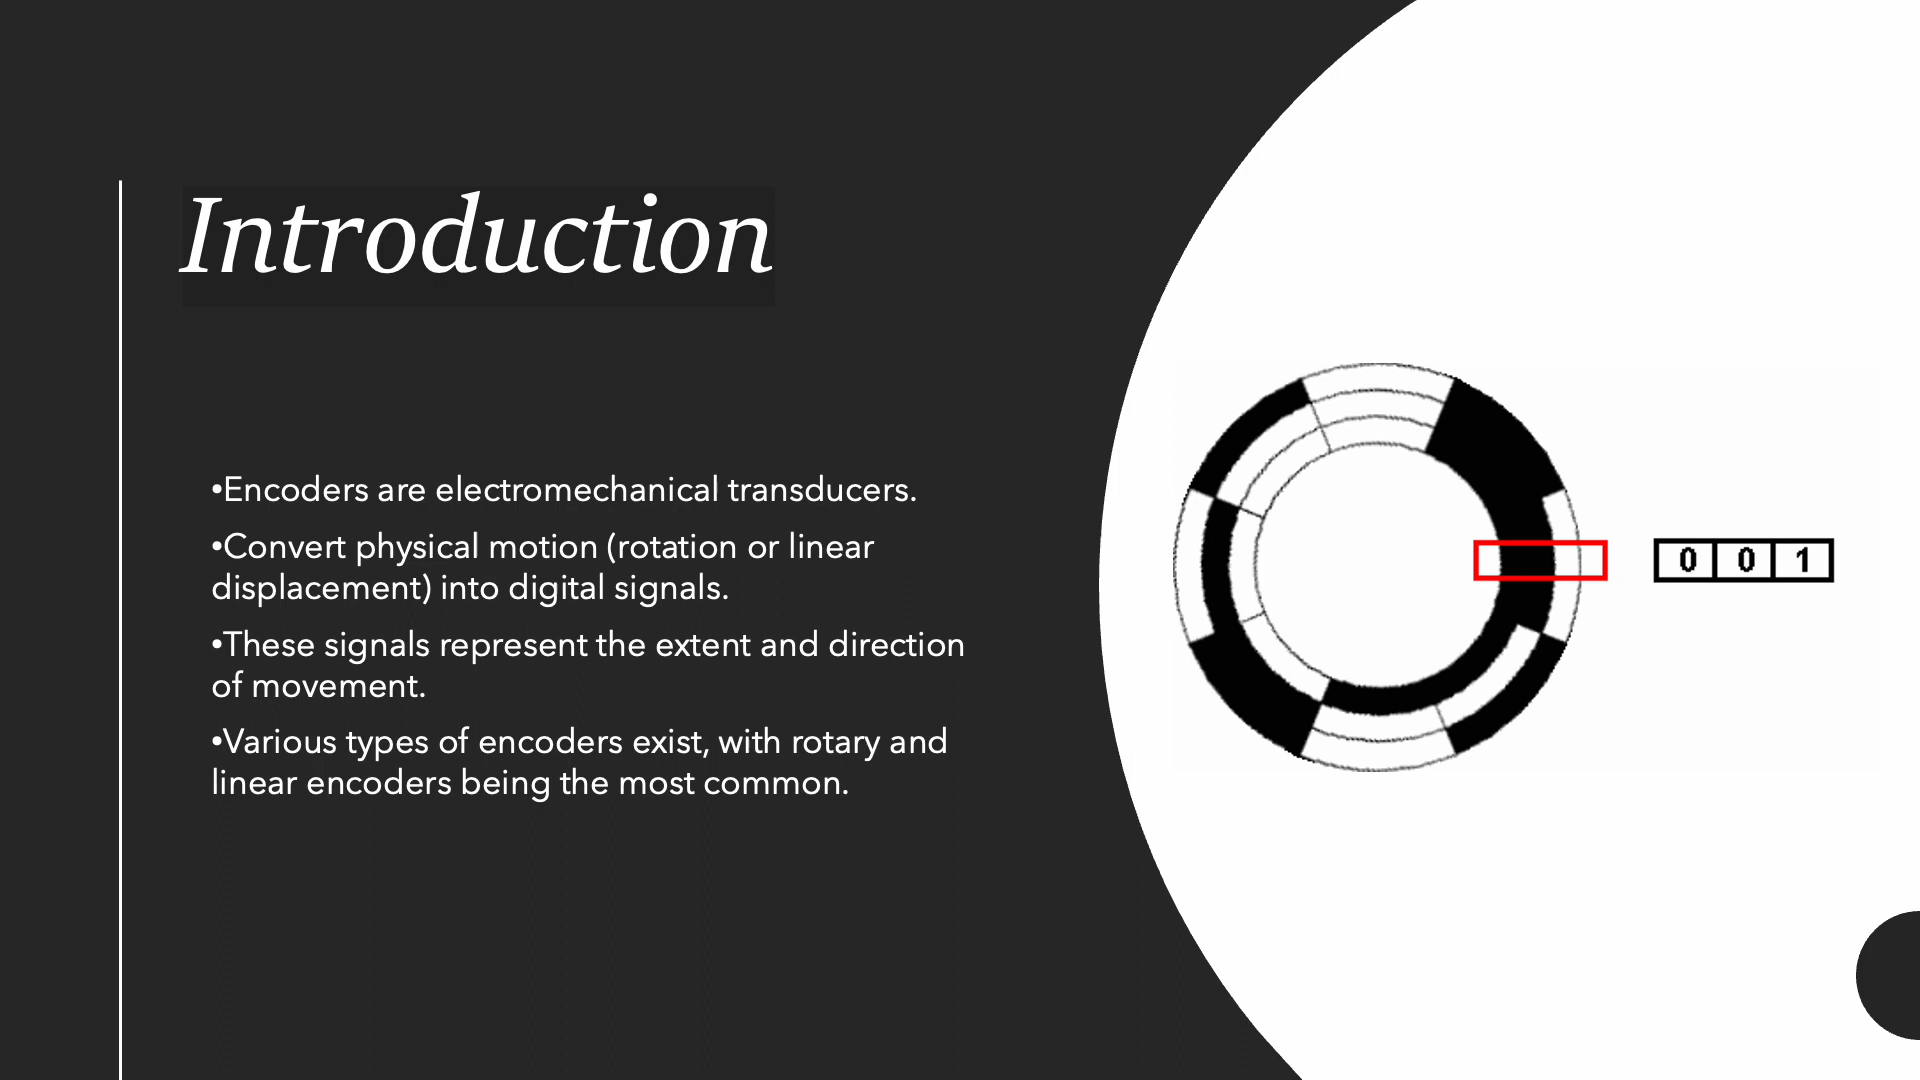 Introduction
•Encoders are electromechanical transducers.
•Convert physical motion (rotation or linear
displacement) into digital signals.
•These signals represent the extent and direction
of movement.
•Various types of encoders exist, with rotary and
linear encoders being the most common.
0 0 1